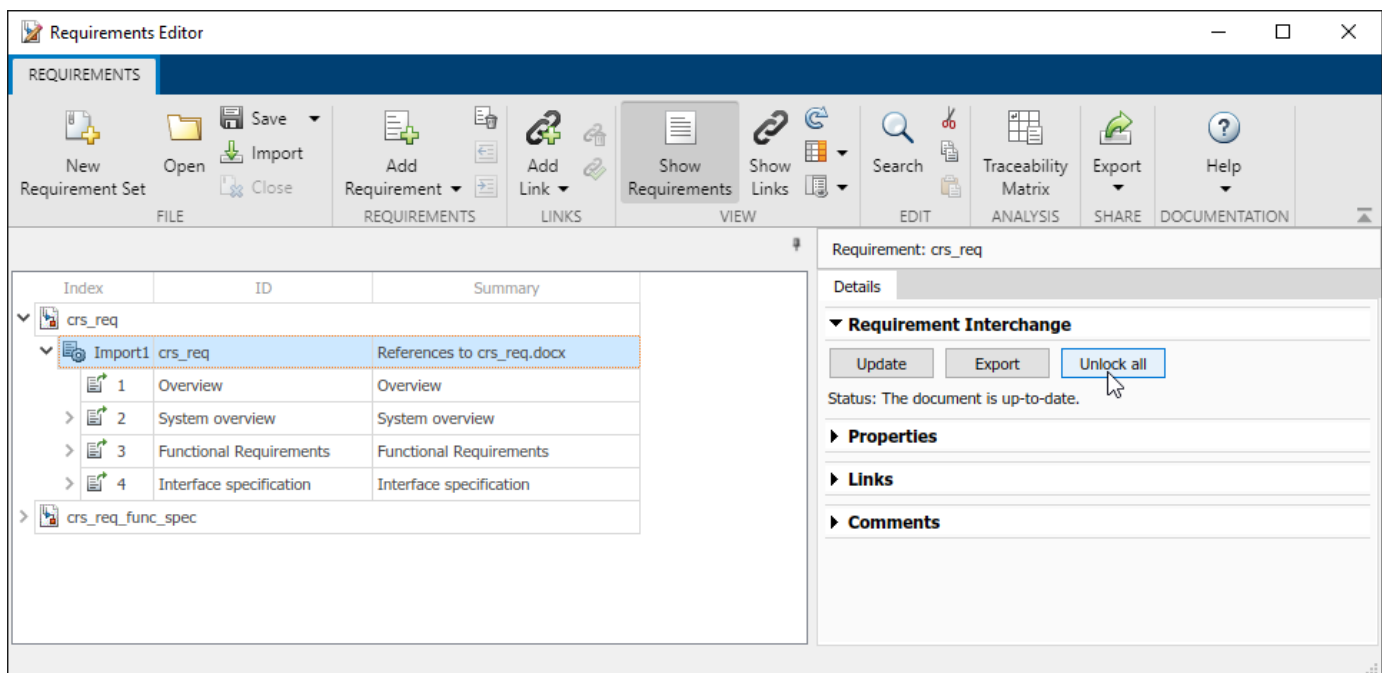 Requirements Editor
REQUIREMENTS
New Requirement Set
Open
Save
Import
Close
FILE
Add Requirement
REQUIREMENTS
Add Link
LINKS
Show Requirements
Show Links
VIEW
Search
EDIT
Traceability Matrix
ANALYSIS
Export
SHARE
Help
DOCUMENTATION
Index ID Summary
crs_req
Import1 crs_req References to crs_req.docx
1 Overview Overview
2 System overview System overview
3 Functional Requirements Functional Requirements
4 Interface specification Interface specification
crs_req_func_spec
Requirement: crs_req
Details
Requirement Interchange
Update Export Unlock all
Status: The document is up-to-date.
Properties
Links
Comments